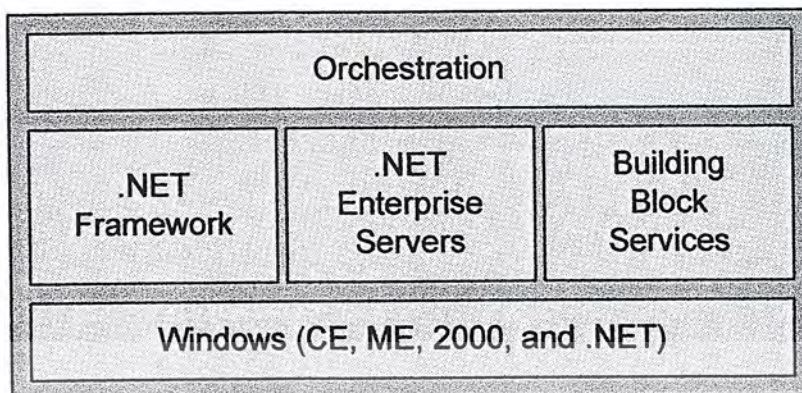 Orchestration
.NET
Framework
.NET
Enterprise
Servers
Building
Block
Services
Windows (CE, ME, 2000, and .NET)